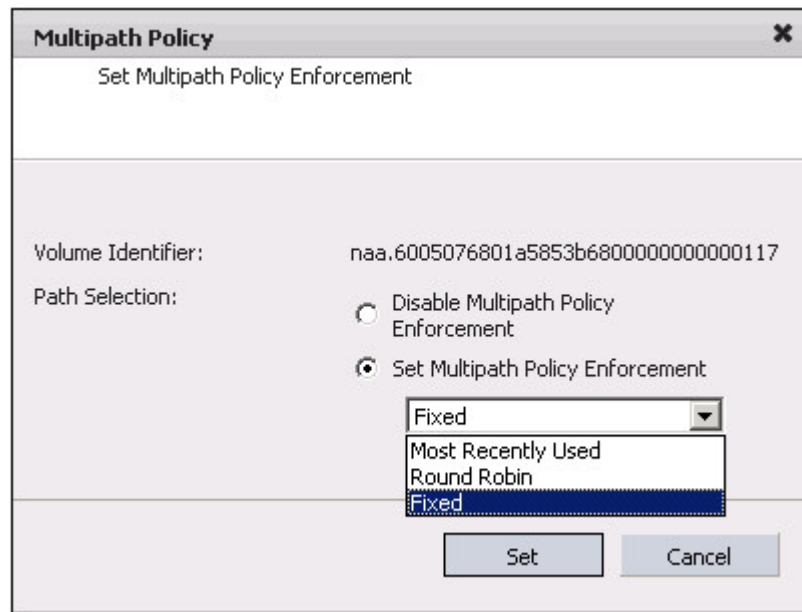 Multipath Policy
Set Multipath Policy Enforcement
Volume Identifier:
naa.6005076801a5853b6800000000000117
Path Selection:
Disable Multipath Policy
Enforcement
Set Multipath Policy Enforcement
Fixed
Most Recently Used
Round Robin
Fixed
Set
Cancel